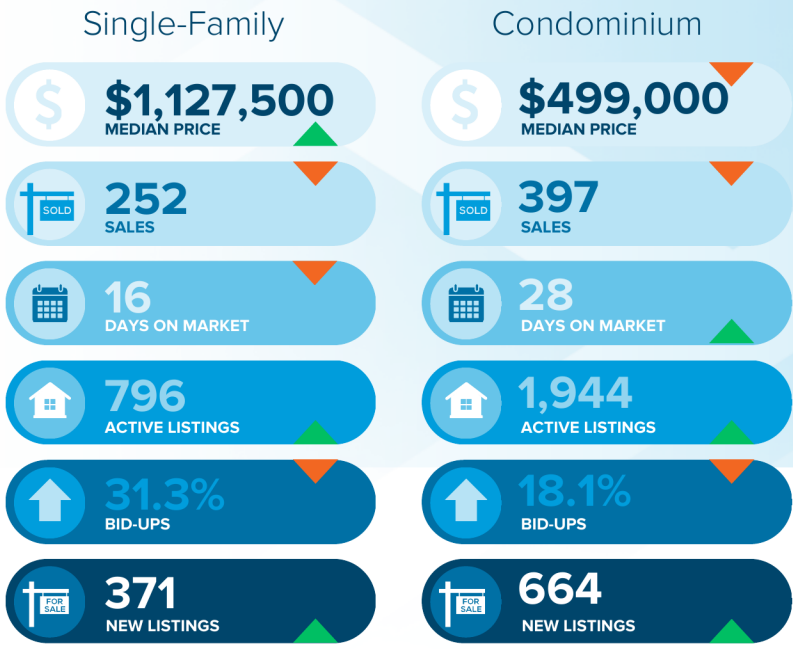 Single-Family
$
$1,127,500
MEDIAN PRICE
SOLD
252
SALES
16
DAYS ON MARKET
796
ACTIVE LISTINGS
31.3%
BID-UPS
FOR
SALE
371
NEW LISTINGS
Condominium
$
$499,000
MEDIAN PRICE
SOLD
397
SALES
28
DAYS ON MARKET
1,944
ACTIVE LISTINGS
18.1%
BID-UPS
FOR
SALE
664
NEW LISTINGS